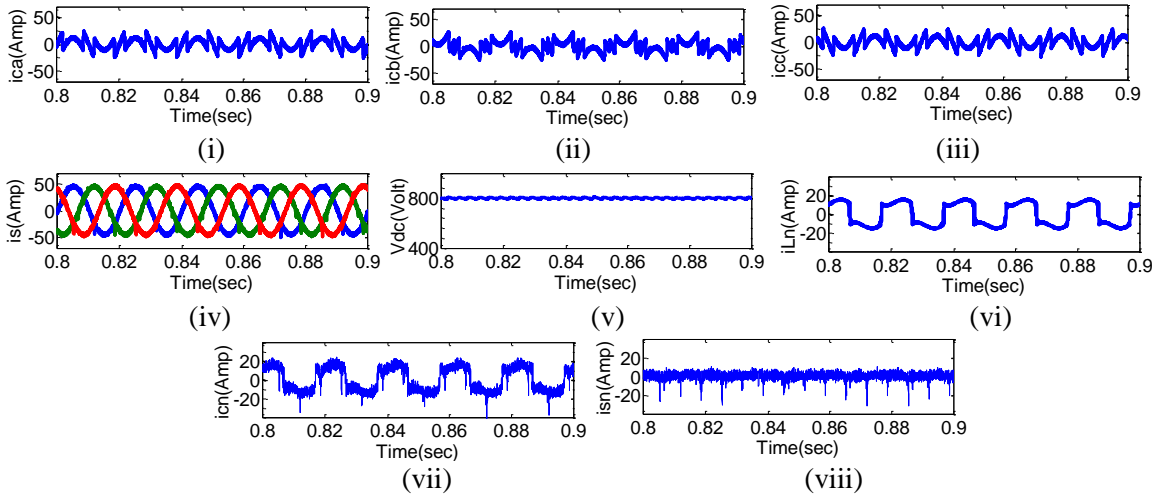 ica(Amp)
50
0
-50
0.8 0.82 0.84 0.86 0.88 0.9
Time(sec)
(i)
icb(Amp)
50
0
-50
0.8 0.82 0.84 0.86 0.88 0.9
Time(sec)
(ii)
icc(Amp)
50
0
-50
0.8 0.82 0.84 0.86 0.88 0.9
Time(sec)
(iii)
is(Amp)
50
0
-50
0.8 0.82 0.84 0.86 0.88 0.9
Time(sec)
(iv)
Vdc(Volt)
800
400
0.8 0.82 0.84 0.86 0.88 0.9
Time(sec)
(v)
iLn(Amp)
20
0
-20
0.8 0.82 0.84 0.86 0.88 0.9
Time(sec)
(vi)
icn(Amp)
20
0
-20
0.8 0.82 0.84 0.86 0.88 0.9
Time(sec)
(vii)
isn(Amp)
20
0
-20
0.8 0.82 0.84 0.86 0.88 0.9
Time(sec)
(viii)